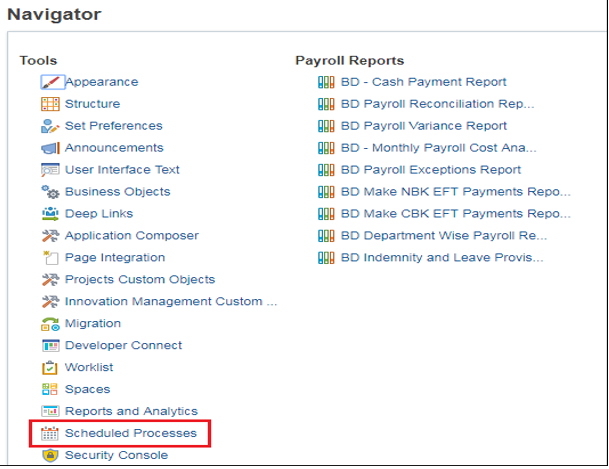 Navigator
Tools
Appearance
Structure
Set Preferences
Announcements
User Interface Text
Business Objects
Deep Links
Application Composer
Page Integration
Projects Custom Objects
Innovation Management Custom ...
Migration
Developer Connect
Worklist
Spaces
Reports and Analytics
Scheduled Processes
Security Console
Payroll Reports
BD - Cash Payment Report
BD Payroll Reconciliation Rep...
BD Payroll Variance Report
BD - Monthly Payroll Cost Ana...
BD Payroll Exceptions Report
BD Make NBK EFT Payments Repo...
BD Make CBK EFT Payments Repo...
BD Department Wise Payroll Re...
BD Indemnity and Leave Provis...